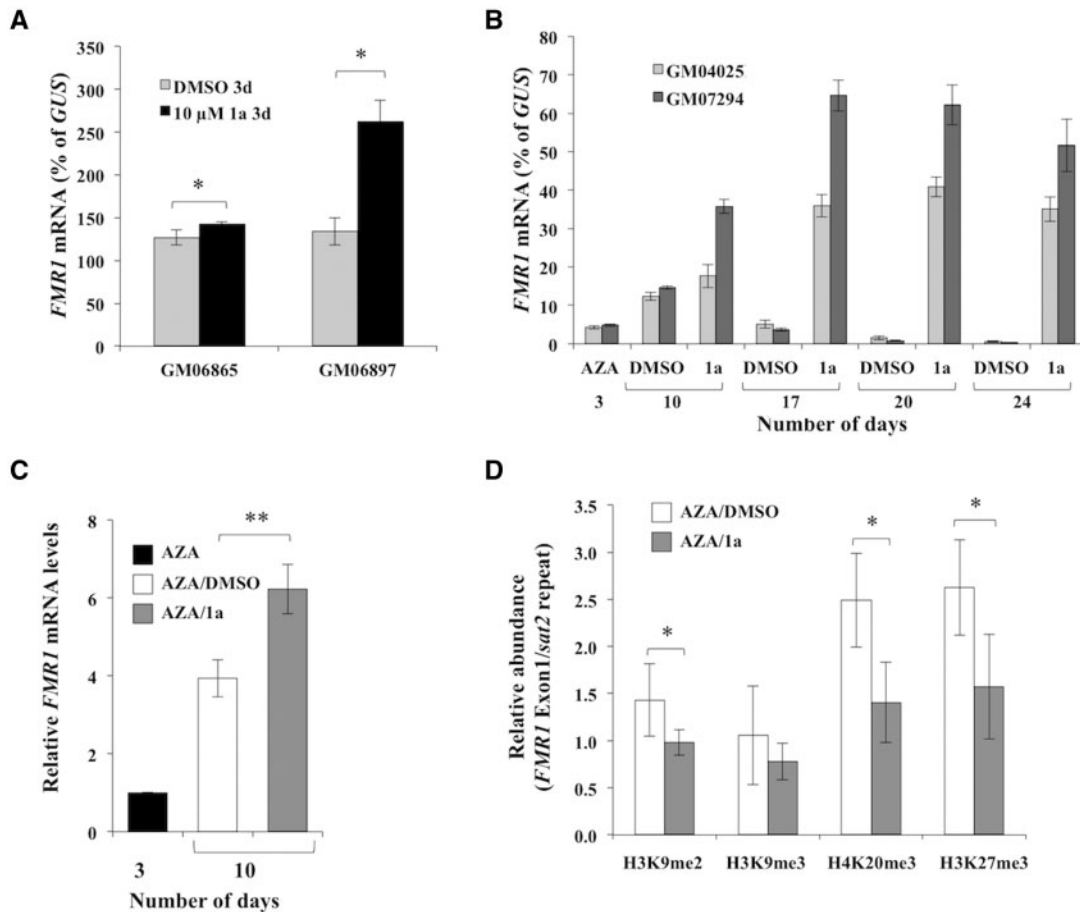 A
FMR1 mRNA (% of GUS)
350
300
250
200
150
100
50
0
DMSO 3d
10 µM 1a 3d
*
*
GM06865 GM06897
B
FMR1 mRNA (% of GUS)
80
70
60
50
40
30
20
10
0
GM04025
GM07294
AZA DMSO 1a DMSO 1a DMSO 1a DMSO 1a
3 10 17 20 24
Number of days
C
Relative FMR1 mRNA levels
8
6
4
2
0
AZA
AZA/DMSO
AZA/1a
**
3 10
Number of days
D
Relative abundance
(FMR1 Exon1/sat2 repeat)
3.5
3.0
2.5
2.0
1.5
1.0
0.5
0.0
AZA/DMSO
AZA/1a
*
*
*
H3K9me2 H3K9me3 H4K20me3 H3K27me3